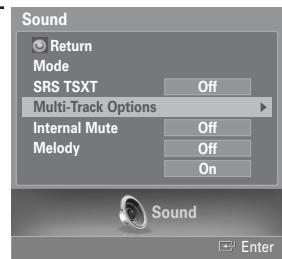 Sound
Return
Mode
SRS TSXT Off
Multi-Track Options
Internal Mute Off
Melody Off
On
Sound
Enter